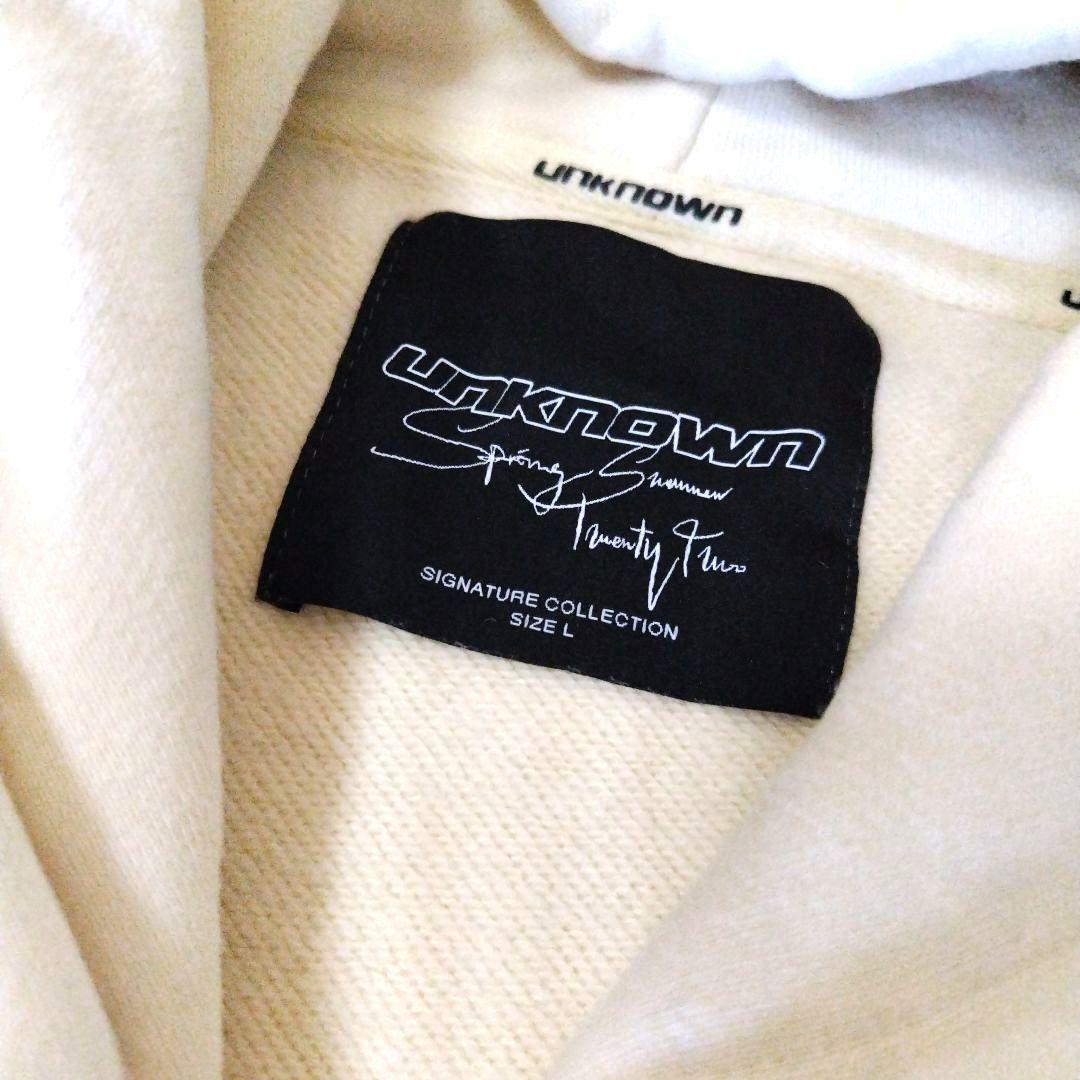 unknown
unknown
Spring Summer
Twenty Two
SIGNATURE COLLECTION
SIZE L